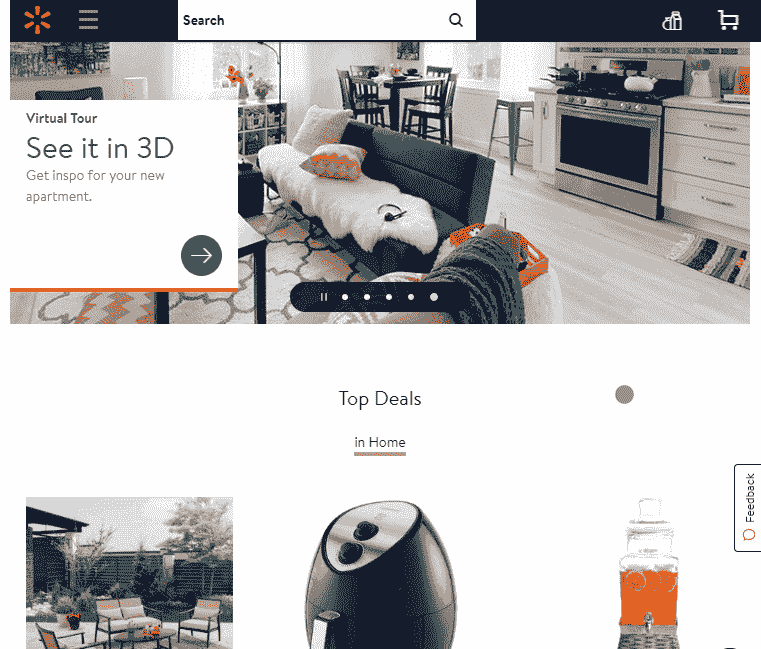 Search
Virtual Tour
See it in 3D
Get inspo for your new
apartment.
Top Deals
in Home
Feedback